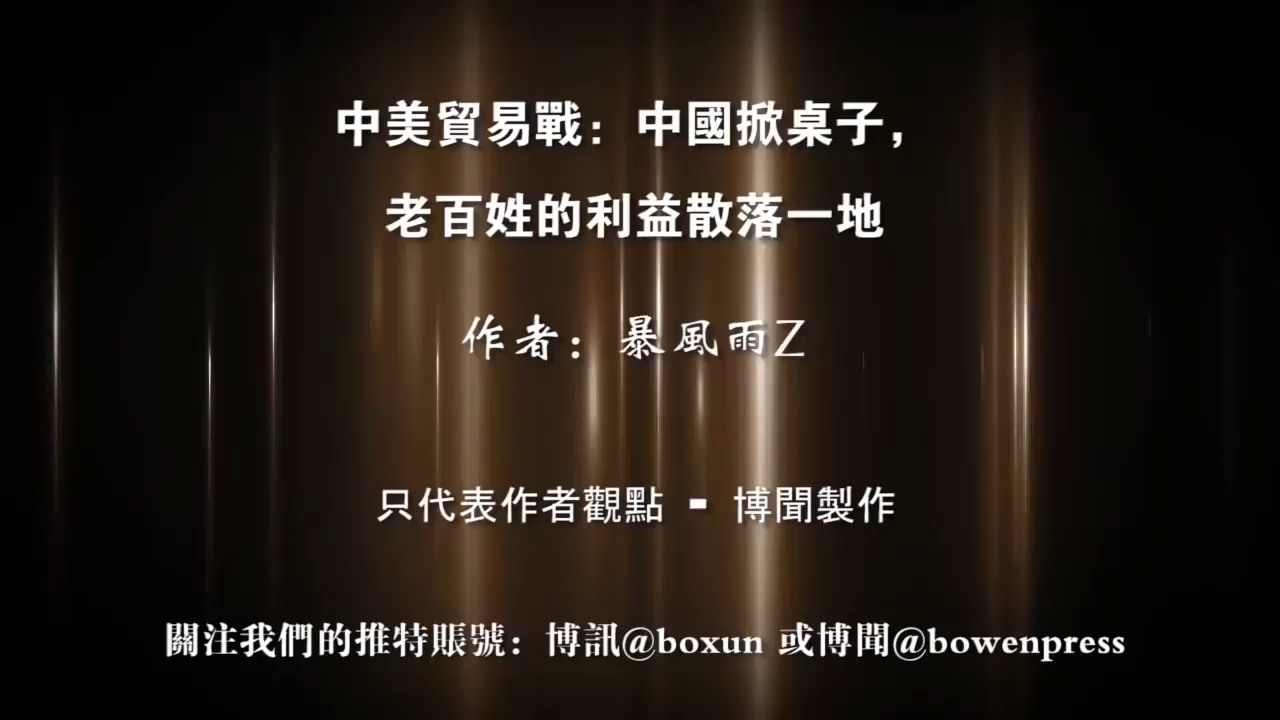 中美貿易戰：中國掀桌子，
老百姓的利益散落一地
作者：暴風雨Z
只代表作者觀點 - 博聞製作
關注我們的推特賬號：博訊@boxun 或博聞@bowenpress